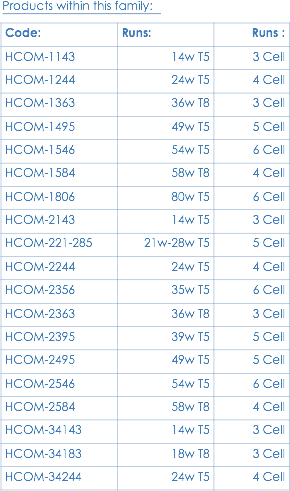 Products within this family:
Code: Runs: Runs :
HCOM-1143 14w T5 3 Cell
HCOM-1244 24w T5 4 Cell
HCOM-1363 36w T8 3 Cell
HCOM-1495 49w T5 5 Cell
HCOM-1546 54w T5 6 Cell
HCOM-1584 58w T8 4 Cell
HCOM-1806 80w T5 6 Cell
HCOM-2143 14w T5 3 Cell
HCOM-221-285 21w-28w T5 5 Cell
HCOM-2244 24w T5 4 Cell
HCOM-2356 35w T5 6 Cell
HCOM-2363 36w T8 3 Cell
HCOM-2395 39w T5 5 Cell
HCOM-2495 49w T5 5 Cell
HCOM-2546 54w T5 6 Cell
HCOM-2584 58w T8 4 Cell
HCOM-34143 14w T5 3 Cell
HCOM-34183 18w T8 3 Cell
HCOM-34244 24w T5 4 Cell